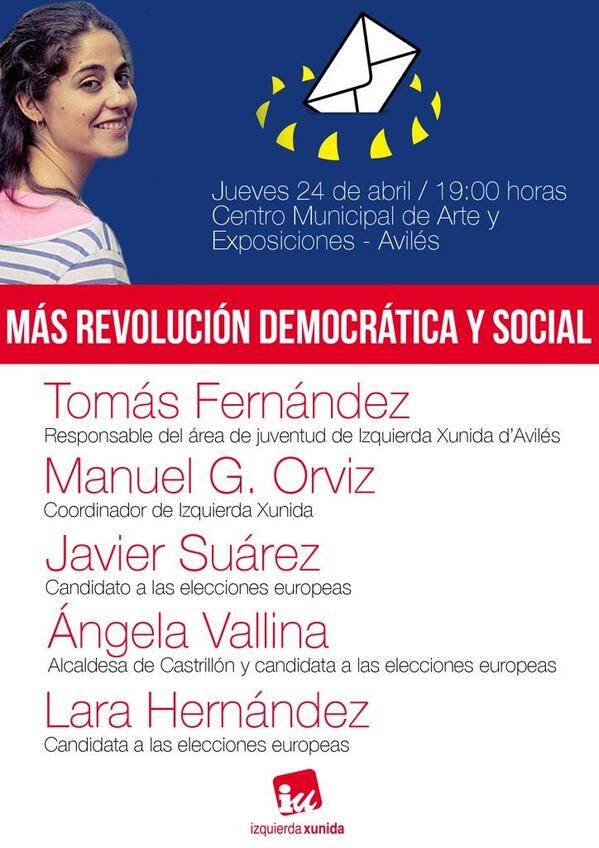 Jueves 24 de abril / 19:00 horas
Centro Municipal de Arte y
Exposiciones - Avilés
MÁS REVOLUCIÓN DEMOCRÁTICA Y SOCIAL
Tomás Fernández
Responsable del área de juventud de Izquierda Xunida d'Avilés
Manuel G. Orviz
Coordinador de Izquierda Xunida
Javier Suárez
Candidato a las elecciones europeas
Ángela Vallina
Alcaldesa de Castrillón y candidata a las elecciones europeas
Lara Hernández
Candidata a las elecciones europeas
iu
izquierda xunida